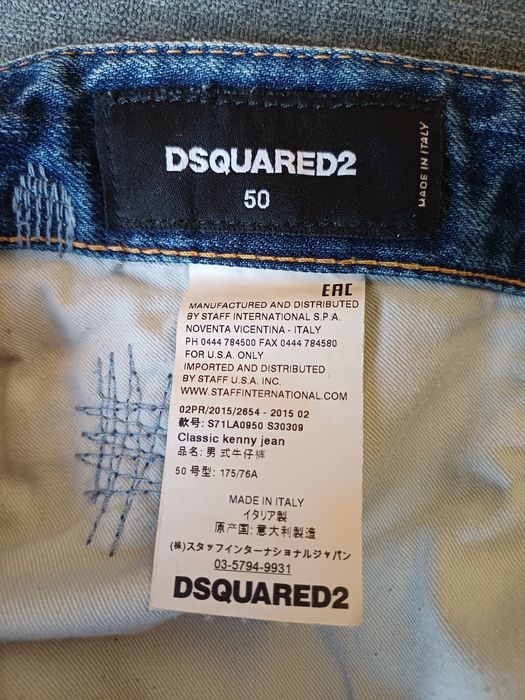 DSQUARED2
50
MADE IN ITALY
EAC
MANUFACTURED AND DISTRIBUTED
BY STAFF INTERNATIONAL S.P.A.
NOVENTA VICENTINA - ITALY
PH 0444 784500 FAX 0444 784580
FOR U.S.A. ONLY
IMPORTED AND DISTRIBUTED
BY STAFF U.S.A. INC.
WWW.STAFFINTERNATIONAL.COM
02PR/2015/2654 - 2015 02
款号: S71LA0950 S30309
Classic kenny jean
品名: 男式牛仔裤
50 号型: 175/76A
MADE IN ITALY
イタリア製
原产国: 意大利製造
(株)スタッフインターナショナルジャパン
03-5794-9931
DSQUARED2